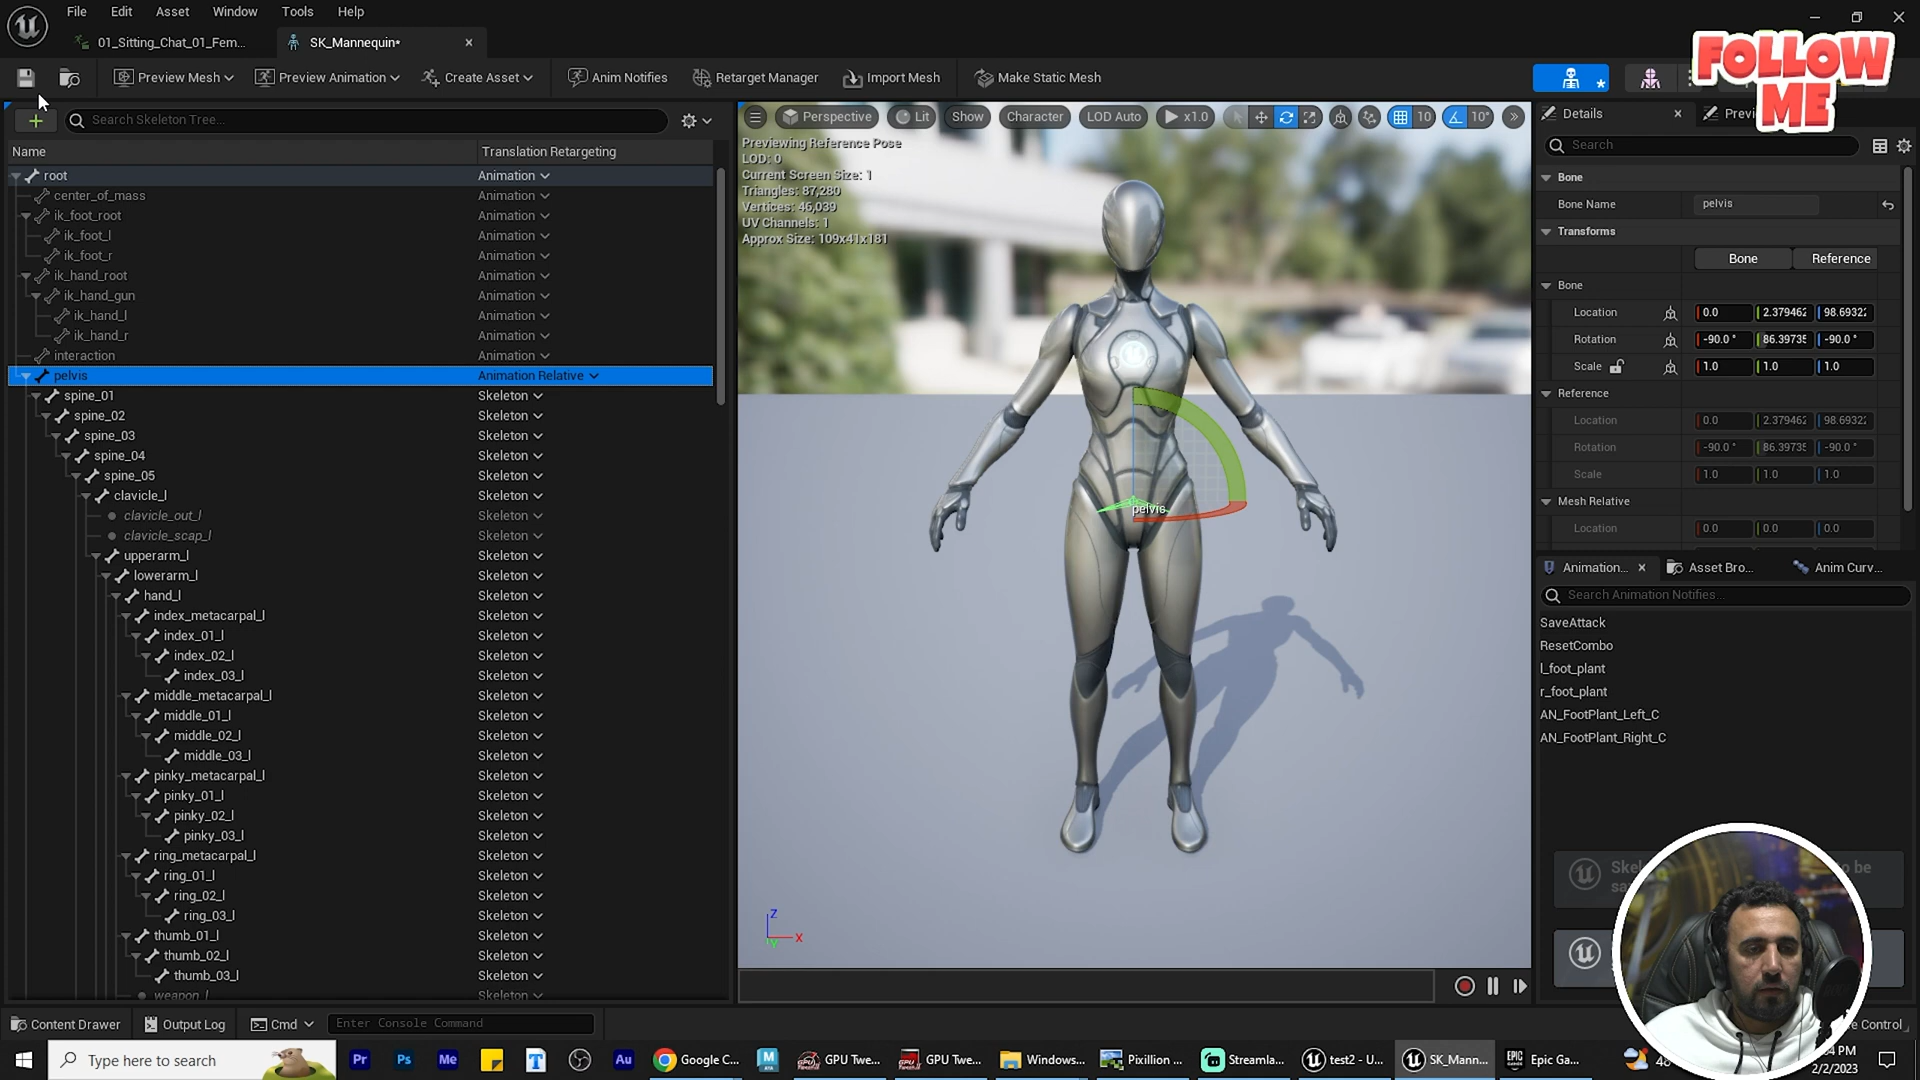 File Edit Asset Window Tools Help
01_Sitting_Chat_01_Fem... SK_Mannequin*
FOLLOW
ME
Preview Mesh Preview Animation Create Asset Anim Notifies Retarget Manager Import Mesh Make Static Mesh
Search Skeleton Tree...
Name Translation Retargeting
root Animation
center_of_mass Animation
ik_foot_root Animation
ik_foot_l Animation
ik_foot_r Animation
ik_hand_root Animation
ik_hand_gun Animation
ik_hand_l Animation
ik_hand_r Animation
interaction Animation
pelvis Animation Relative
spine_01 Skeleton
spine_02 Skeleton
spine_03 Skeleton
spine_04 Skeleton
spine_05 Skeleton
clavicle_l Skeleton
clavicle_out_l Skeleton
clavicle_scap_l Skeleton
upperarm_l Skeleton
lowerarm_l Skeleton
hand_l Skeleton
index_metacarpal_l Skeleton
index_01_l Skeleton
index_02_l Skeleton
index_03_l Skeleton
middle_metacarpal_l Skeleton
middle_01_l Skeleton
middle_02_l Skeleton
middle_03_l Skeleton
pinky_metacarpal_l Skeleton
pinky_01_l Skeleton
pinky_02_l Skeleton
pinky_03_l Skeleton
ring_metacarpal_l Skeleton
ring_01_l Skeleton
ring_02_l Skeleton
ring_03_l Skeleton
thumb_01_l Skeleton
thumb_02_l Skeleton
thumb_03_l Skeleton
weapon_l Skeleton
Perspective Lit Show Character LOD Auto x1.0 10 10°
Previewing Reference Pose
LOD: 0
Current Screen Size: 1
Triangles: 87,280
Vertices: 46,039
UV Channels: 1
Approx Size: 109x41x181
pelvis
Z
X
Y
Details Previ
Search
Bone
Bone Name pelvis
Transforms
Bone Reference
Bone
Location 0.0 2.379462 98.69322
Rotation -90.0 ° 86.39735 -90.0 °
Scale 1.0 1.0 1.0
Reference
Location 0.0 2.379462 98.69322
Rotation -90.0 ° 86.39735 -90.0 °
Scale 1.0 1.0 1.0
Mesh Relative
Location 0.0 0.0 0.0
Animation... Asset Bro... Anim Curv...
Search Animation Notifies...
SaveAttack
ResetCombo
l_foot_plant
r_foot_plant
AN_FootPlant_Left_C
AN_FootPlant_Right_C
Content Drawer Output Log Cmd Enter Console Command Control
Type here to search Pr Ps Me Au Google C... GPU Twe... GPU Twe... Windows... Pixillion ... Streamla... test2 - U... SK_Mann... Epic Ga...
PM
2/2/2023